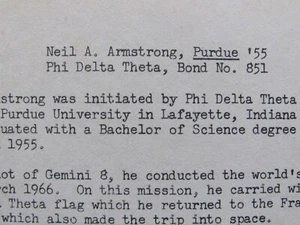 Neil A. Armstrong, Purdue '55
Phi Delta Theta, Bond No. 851
strong was initiated by Phi Delta Theta
Purdue University in Lafayette, Indiana
uated with a Bachelor of Science degree
1955.
ot of Gemini 8, he conducted the world's
rch 1966. On this mission, he carried wi
Theta flag which he returned to the Fra
which also made the trip into space.